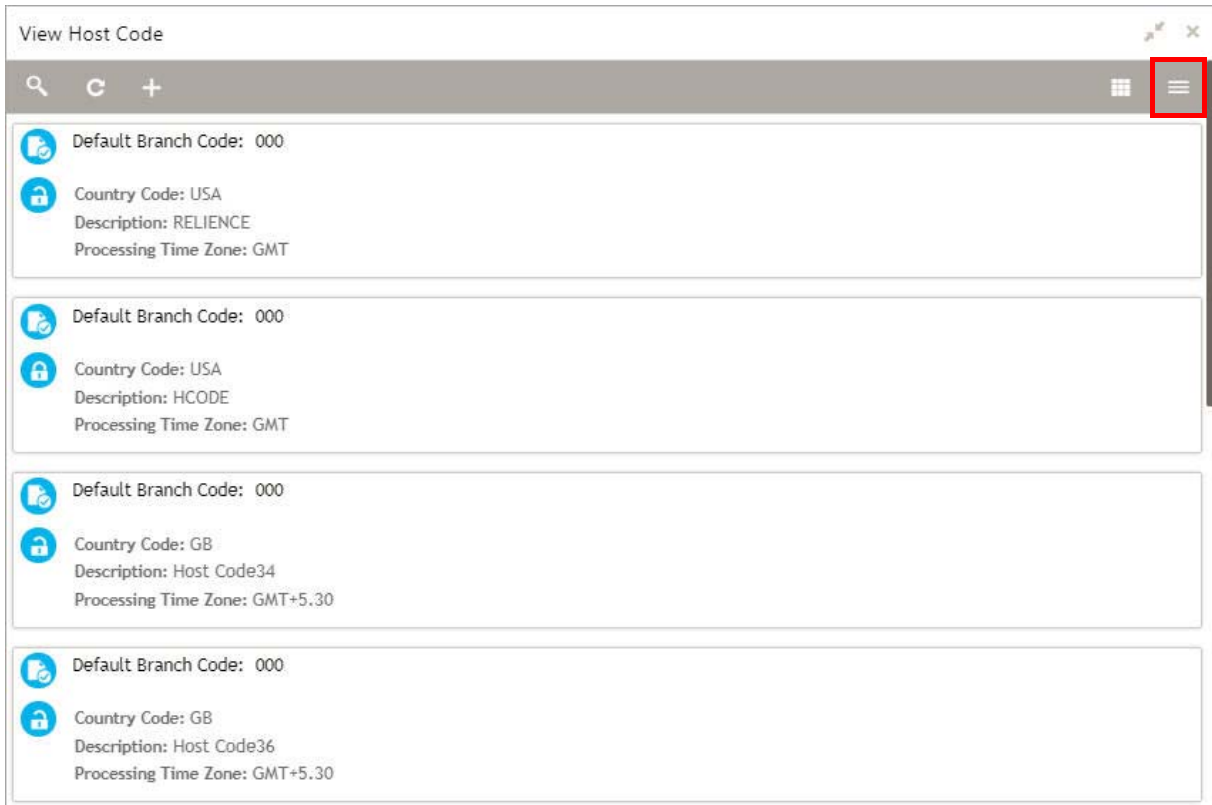 View Host Code
Default Branch Code: 000
Country Code: USA
Description: RELIENCE
Processing Time Zone: GMT
Default Branch Code: 000
Country Code: USA
Description: HCODE
Processing Time Zone: GMT
Default Branch Code: 000
Country Code: GB
Description: Host Code34
Processing Time Zone: GMT+5.30
Default Branch Code: 000
Country Code: GB
Description: Host Code36
Processing Time Zone: GMT+5.30